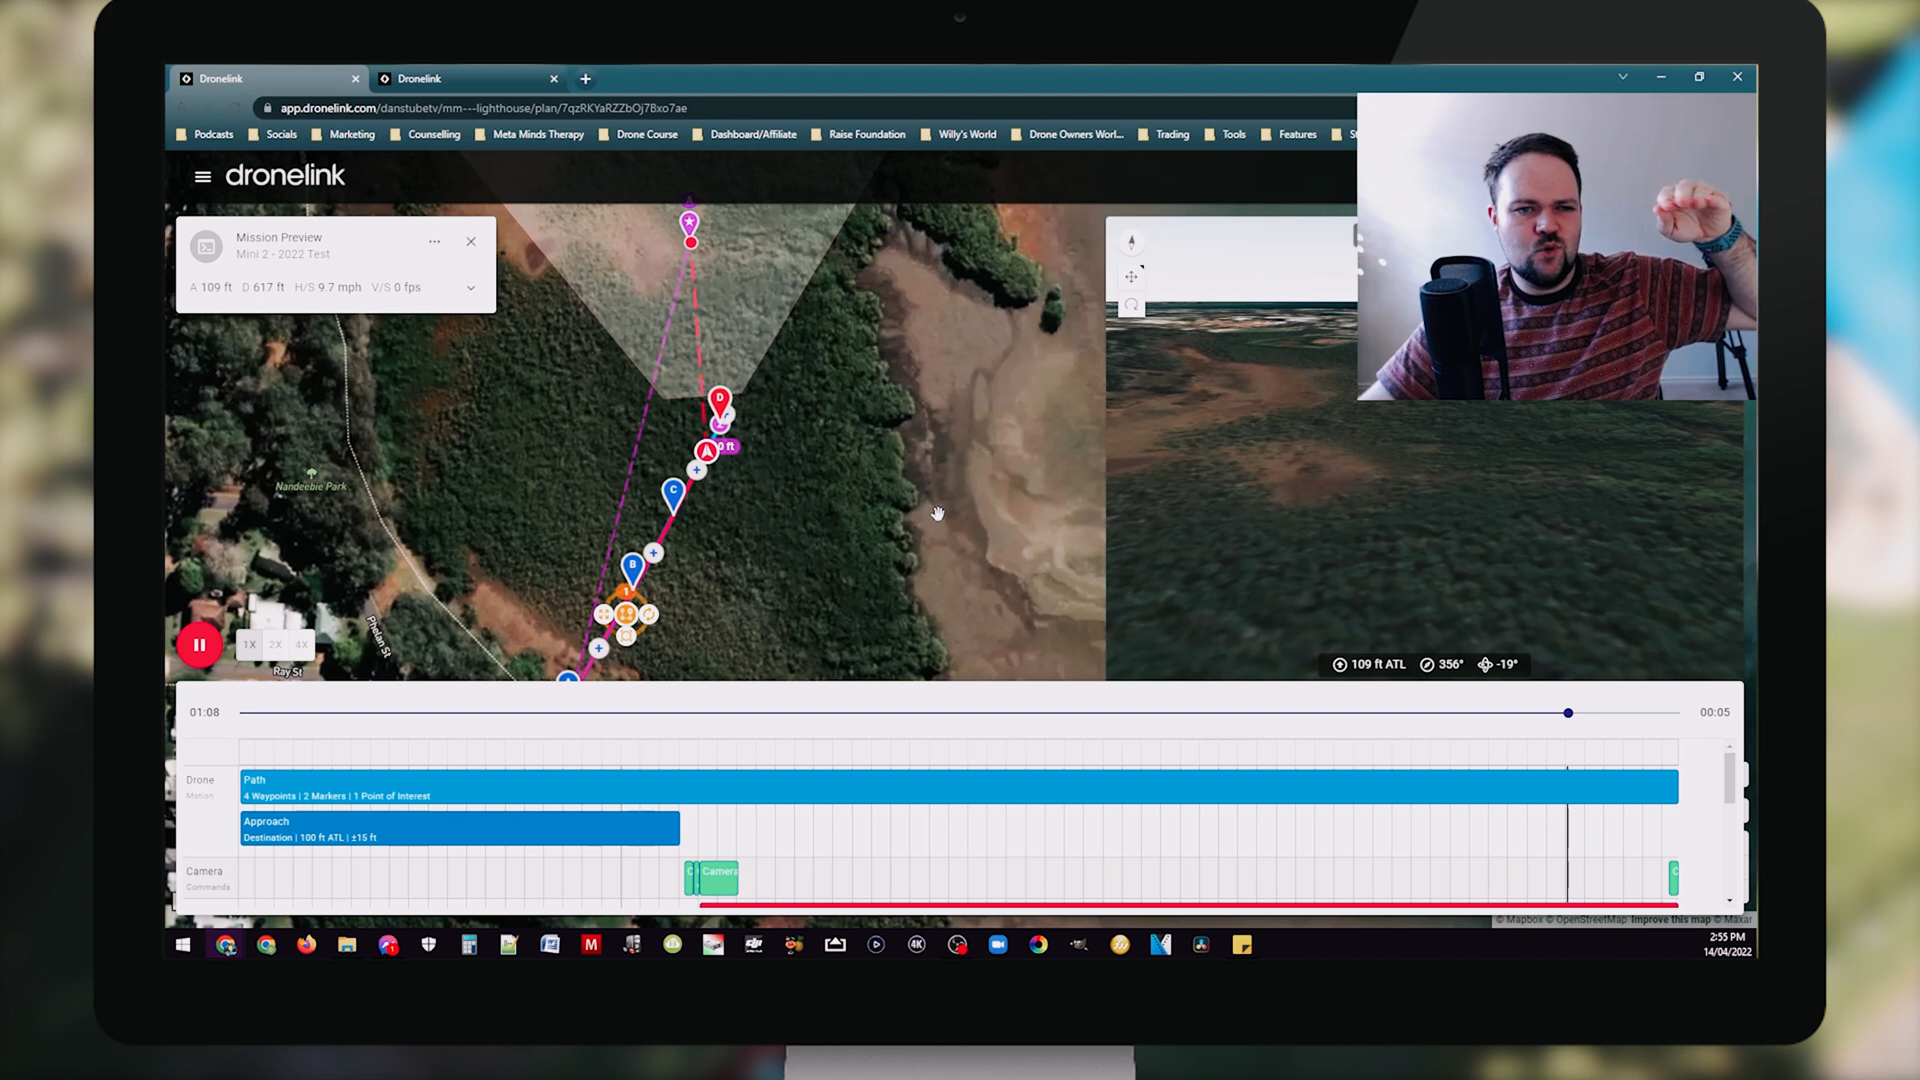 Dronelink
Dronelink
app.dronelink.com/danstubetv/mm---lighthouse/plan/7qzRKYaRZZbOj7Bxo7ae
Podcasts
Socials
Marketing
Counselling
Meta Minds Therapy
Drone Course
Dashboard/Affiliate
Raise Foundation
Willy's World
Drone Owners Worl...
Trading
Tools
Features
dronelink
Mission Preview
Mini 2 - 2022 Test
A 109 ft D 617 ft H/S 9.7 mph V/S 0 fps
D
0 ft
C
Nandeebie Park
B
1
Phelan St
1X 2X 4X
Ray St
109 ft ATL 356° -19°
01:08
00:05
Drone
Motion
Path
4 Waypoints | 2 Markers | 1 Point of Interest
Approach
Destination | 100 ft ATL | ±15 ft
Camera
Commands
C
Camera
C
© Mapbox © OpenStreetMap Improve this map © Maxar
M
4K
2:55 PM
14/04/2022